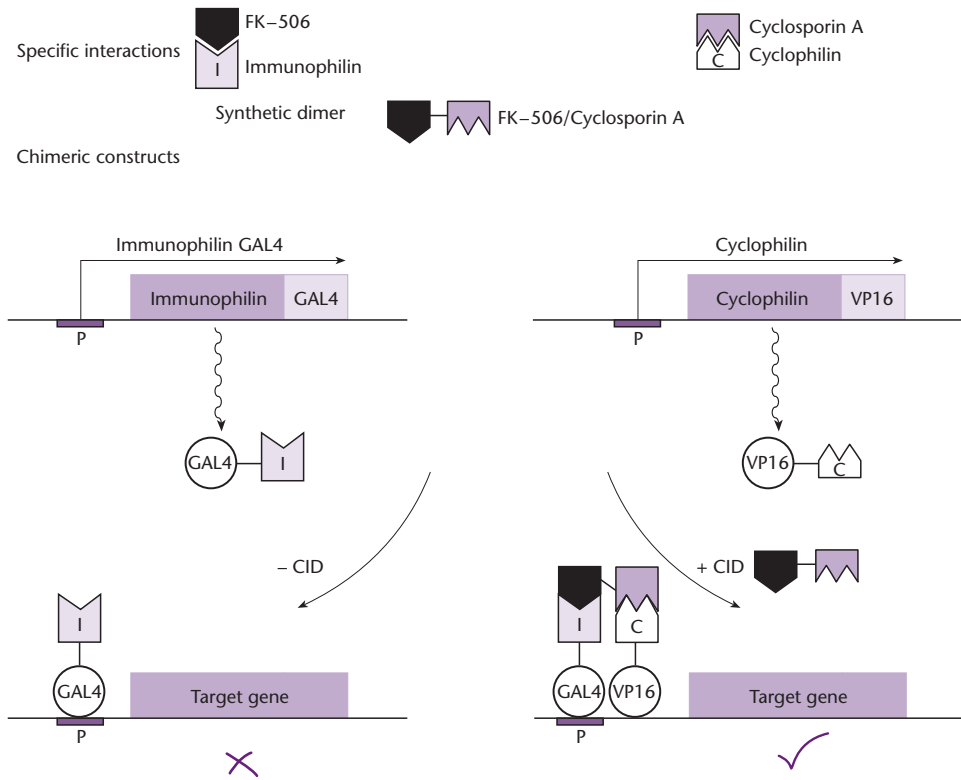 FK–506
Cyclosporin A
Specific interactions
I
Immunophilin
C
Cyclophilin
Synthetic dimer
FK–506/Cyclosporin A
Chimeric constructs
Immunophilin GAL4
Cyclophilin
Immunophilin
GAL4
Cyclophilin
VP16
P
P
GAL4
I
VP16
C
– CID
+ CID
I
I
C
GAL4
Target gene
GAL4
VP16
Target gene
P
P